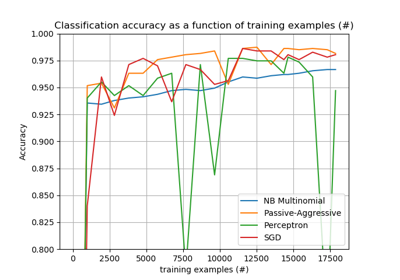 Classification accuracy as a function of training examples (#)
1.000
0.975
0.950
0.925
0.900
0.875
0.850
0.825
0.800
Accuracy
NB Multinomial
Passive-Aggressive
Perceptron
SGD
0 2500 5000 7500 10000 12500 15000 17500
training examples (#)